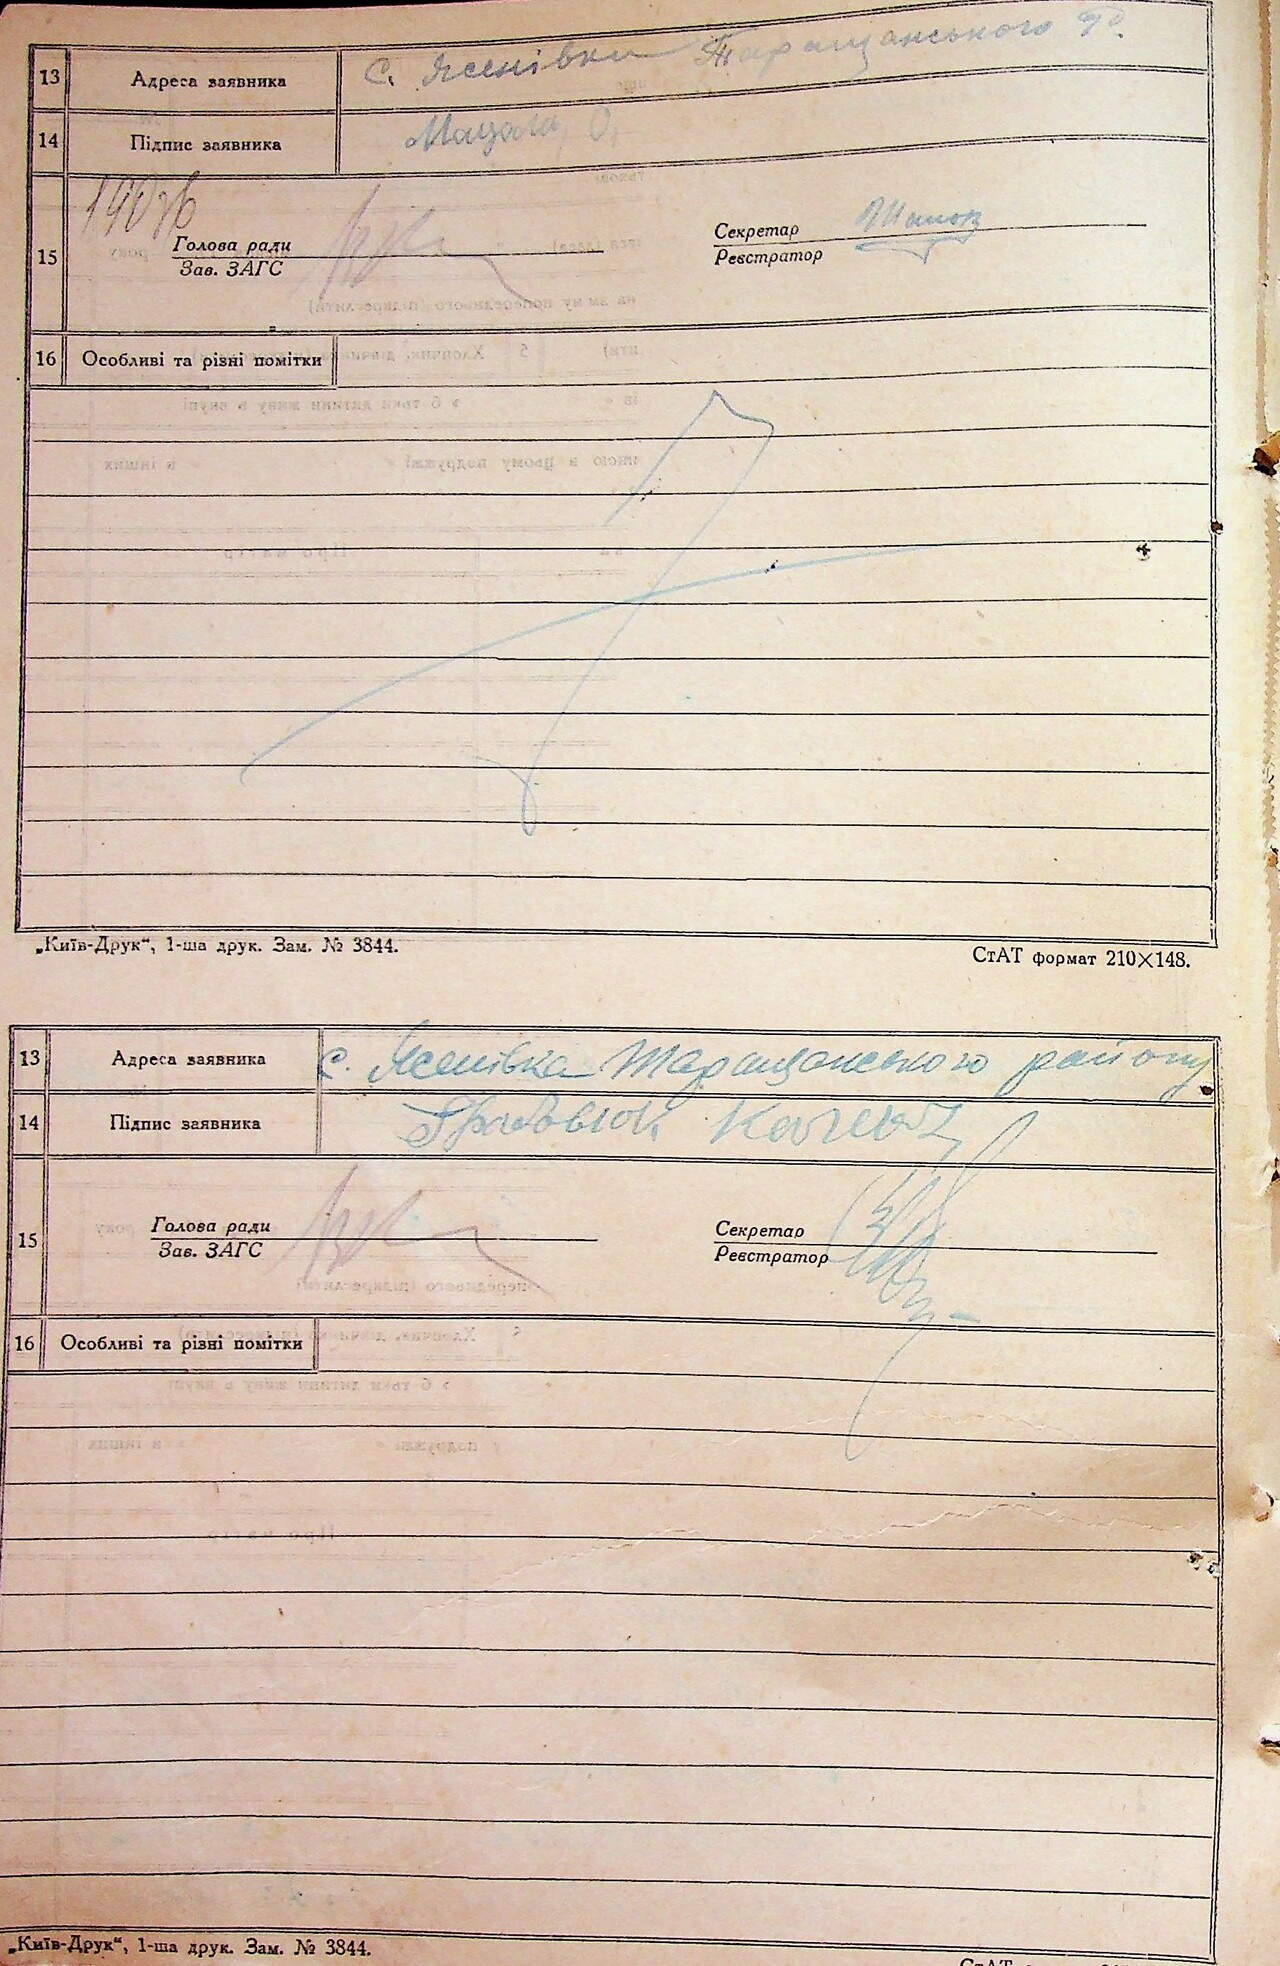 13 Адреса заявника с. Ясенівка Таращанського р.
14 Підпис заявника
15 Голова ради Секретар
Зав. ЗАГС Реєстратор
16 Особливі та різні помітки
„Київ-Друк“, 1-ша друк. Зам. № 3844. СтАТ формат 210×148.
13 Адреса заявника с. Ясенівка Таращанського району
14 Підпис заявника
15 Голова ради Секретар
Зав. ЗАГС Реєстратор
16 Особливі та різні помітки
„Київ-Друк“, 1-ша друк. Зам. № 3844.